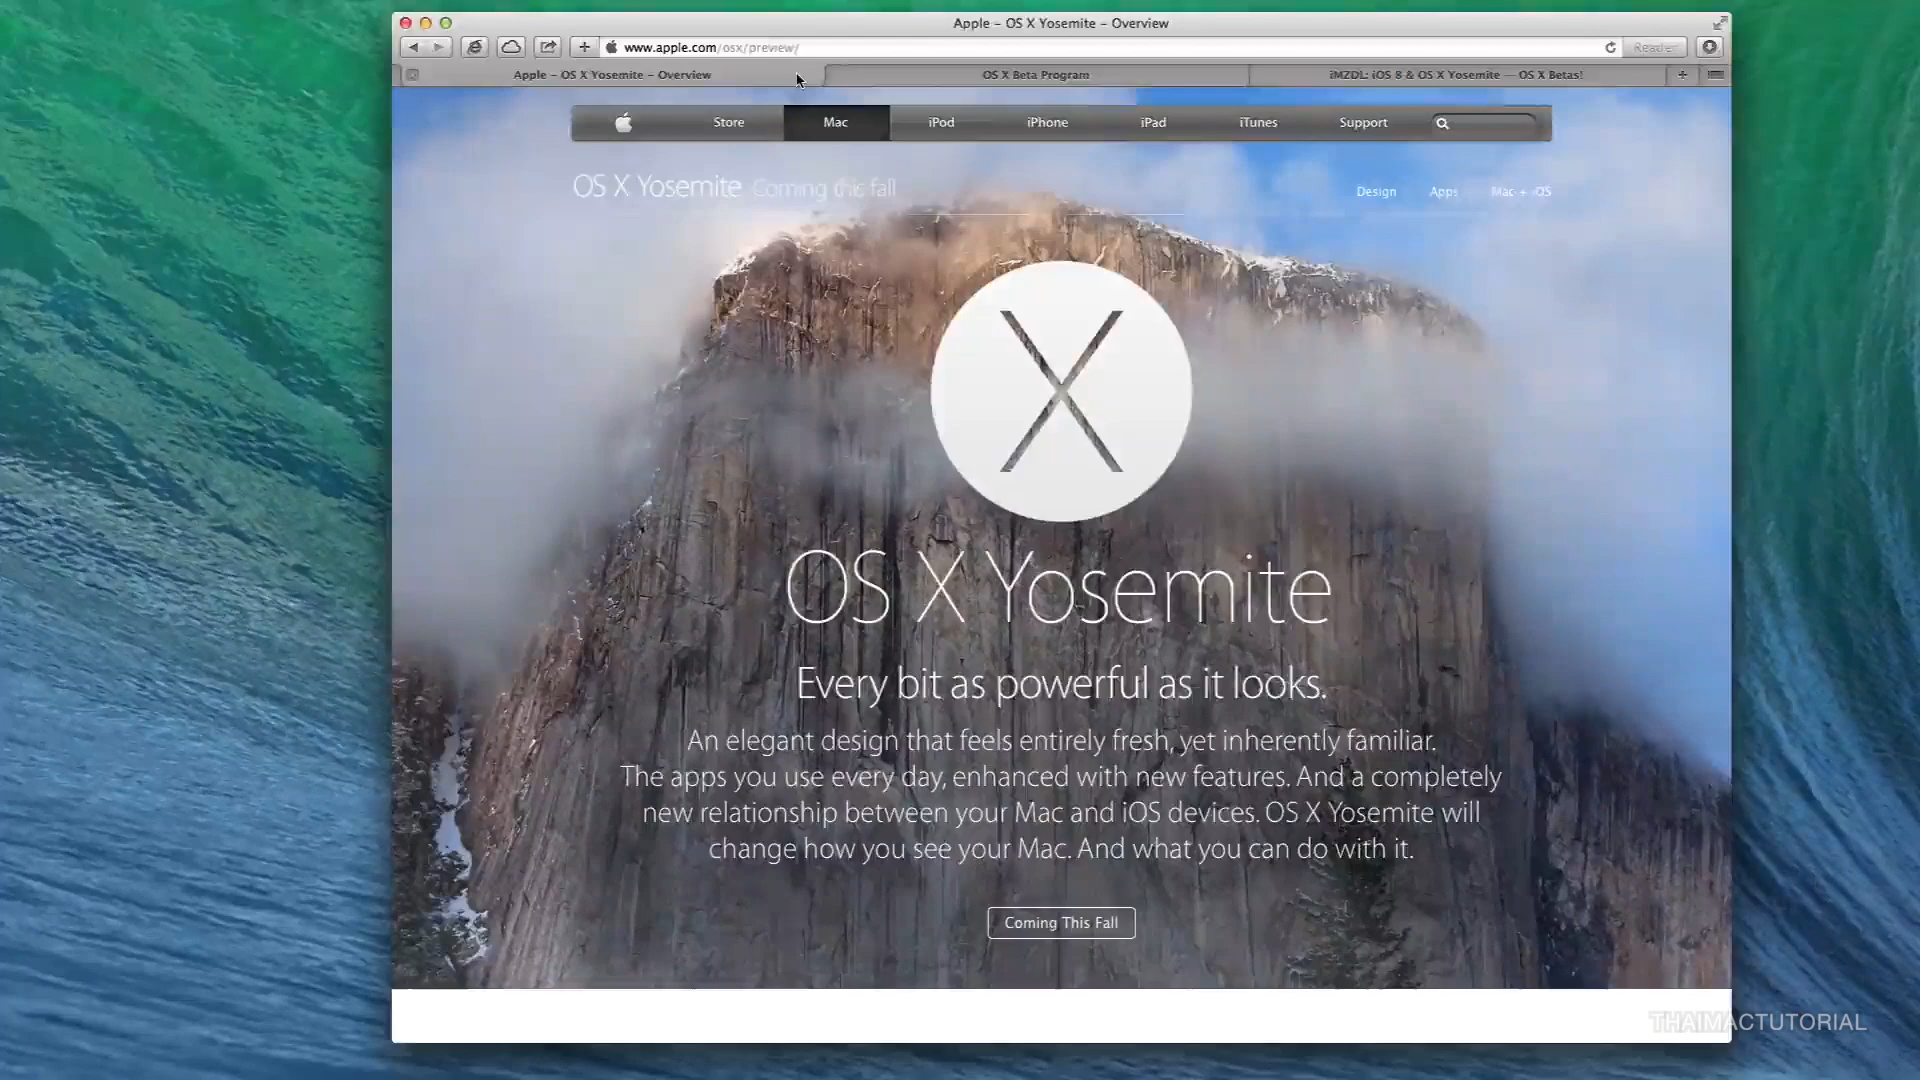 Apple – OS X Yosemite – Overview
www.apple.com/osx/preview/
Reader
Apple – OS X Yosemite – Overview
OS X Beta Program
iMZDL: iOS 8 & OS X Yosemite — OS X Betas!
Store
Mac
iPod
iPhone
iPad
iTunes
Support
OS X Yosemite Coming this fall
Design
Apps
Mac + iOS
OS X Yosemite
Every bit as powerful as it looks.
An elegant design that feels entirely fresh, yet inherently familiar.
The apps you use every day, enhanced with new features. And a completely
new relationship between your Mac and iOS devices. OS X Yosemite will
change how you see your Mac. And what you can do with it.
Coming This Fall
THAIMACTUTORIAL